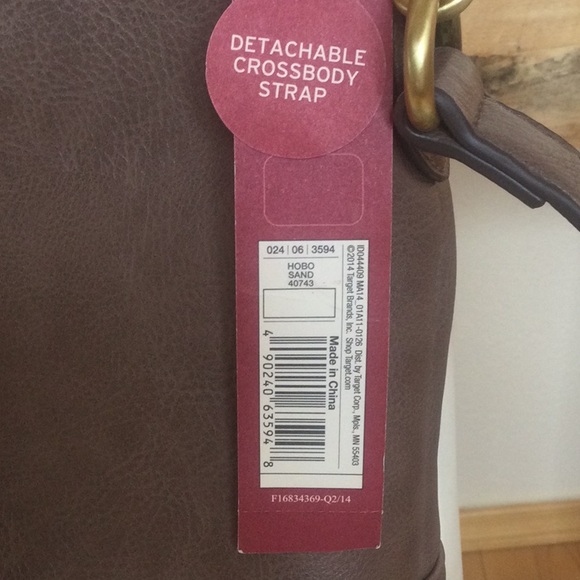 DETACHABLE
CROSSBODY
STRAP
024 | 06 | 3594
HOBO
SAND
40743
Made in China
4 90240 63594 8
ID044409 MA14_01A11-0126 Dist. by Target Corp., Mpls., MN 55403
©2014 Target Brands, Inc. Shop Target.com
F16834369-Q2/14